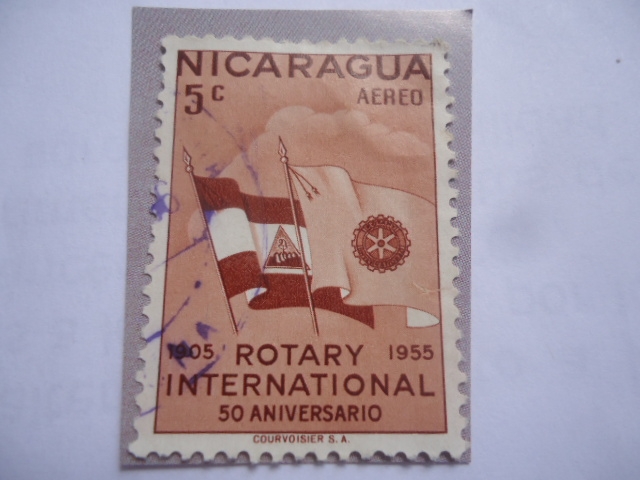 NICARAGUA
5c AEREO
1905 ROTARY 1955
INTERNATIONAL
50 ANIVERSARIO
COURVOISIER S.A.